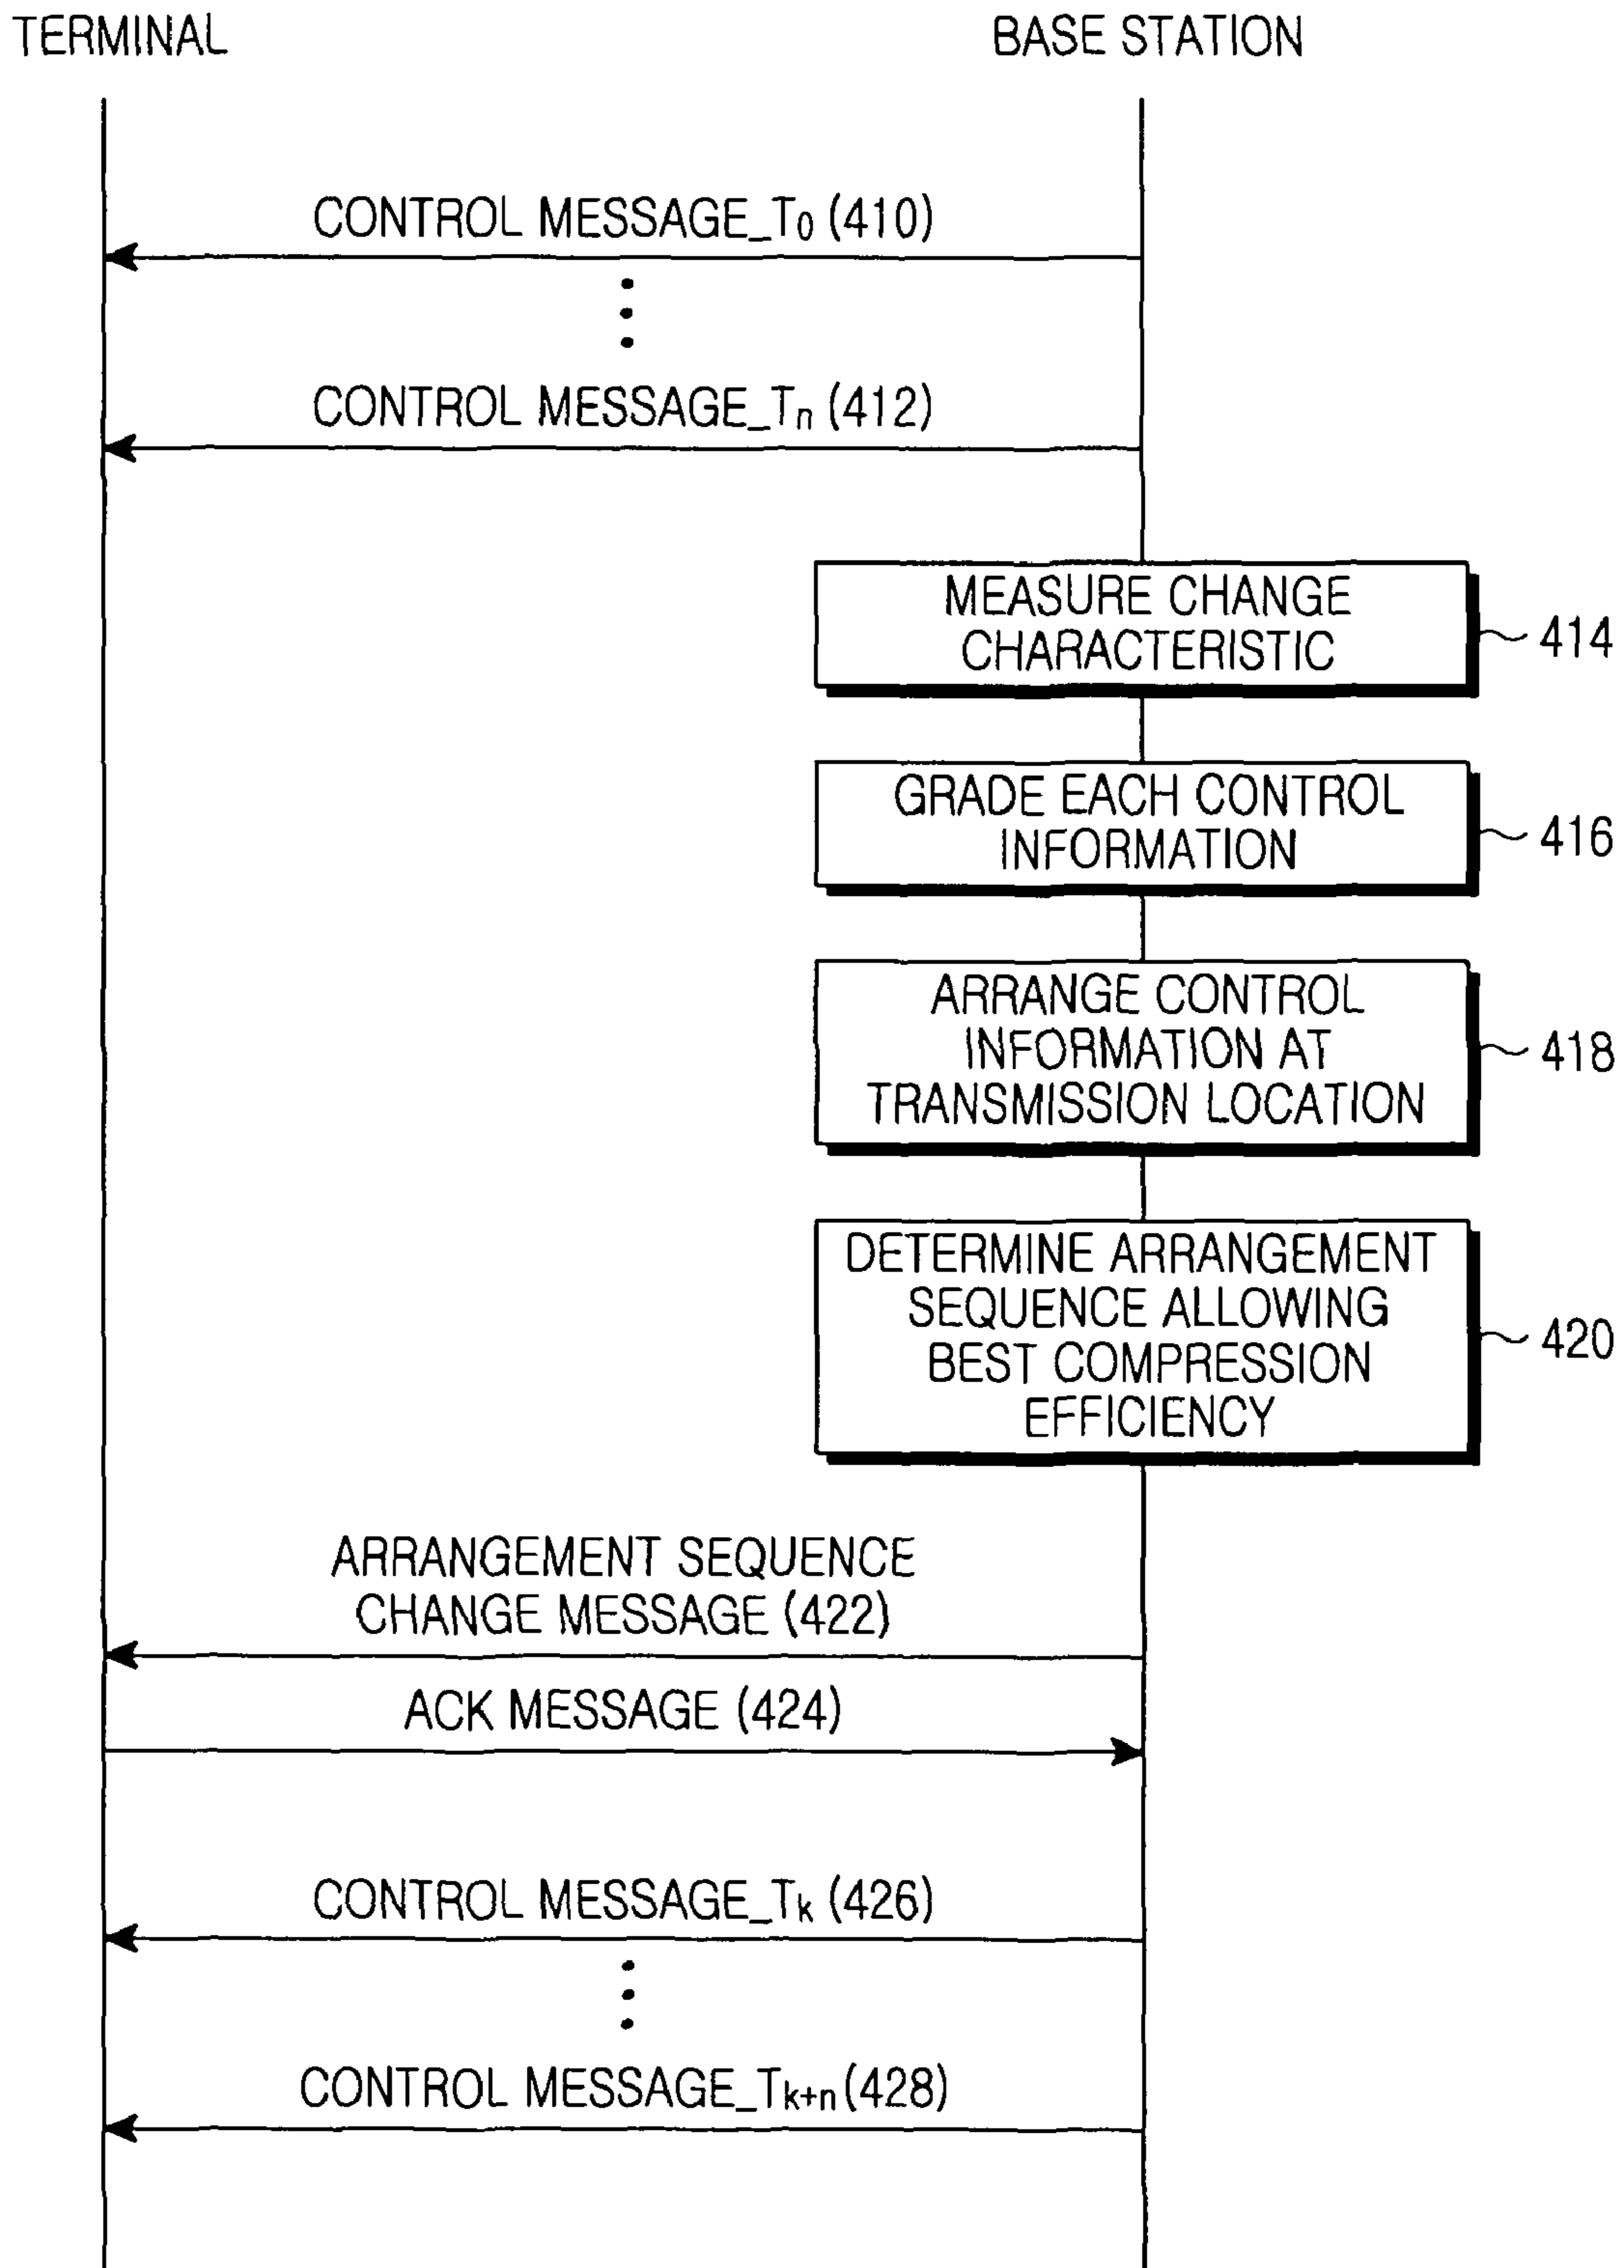 TERMINAL
BASE STATION
CONTROL MESSAGE_T0 (410)
CONTROL MESSAGE_Tn (412)
MEASURE CHANGE
CHARACTERISTIC
414
GRADE EACH CONTROL
INFORMATION
416
ARRANGE CONTROL
INFORMATION AT
TRANSMISSION LOCATION
418
DETERMINE ARRANGEMENT
SEQUENCE ALLOWING
BEST COMPRESSION
EFFICIENCY
420
ARRANGEMENT SEQUENCE
CHANGE MESSAGE (422)
ACK MESSAGE (424)
CONTROL MESSAGE_Tk (426)
CONTROL MESSAGE_Tk+n (428)